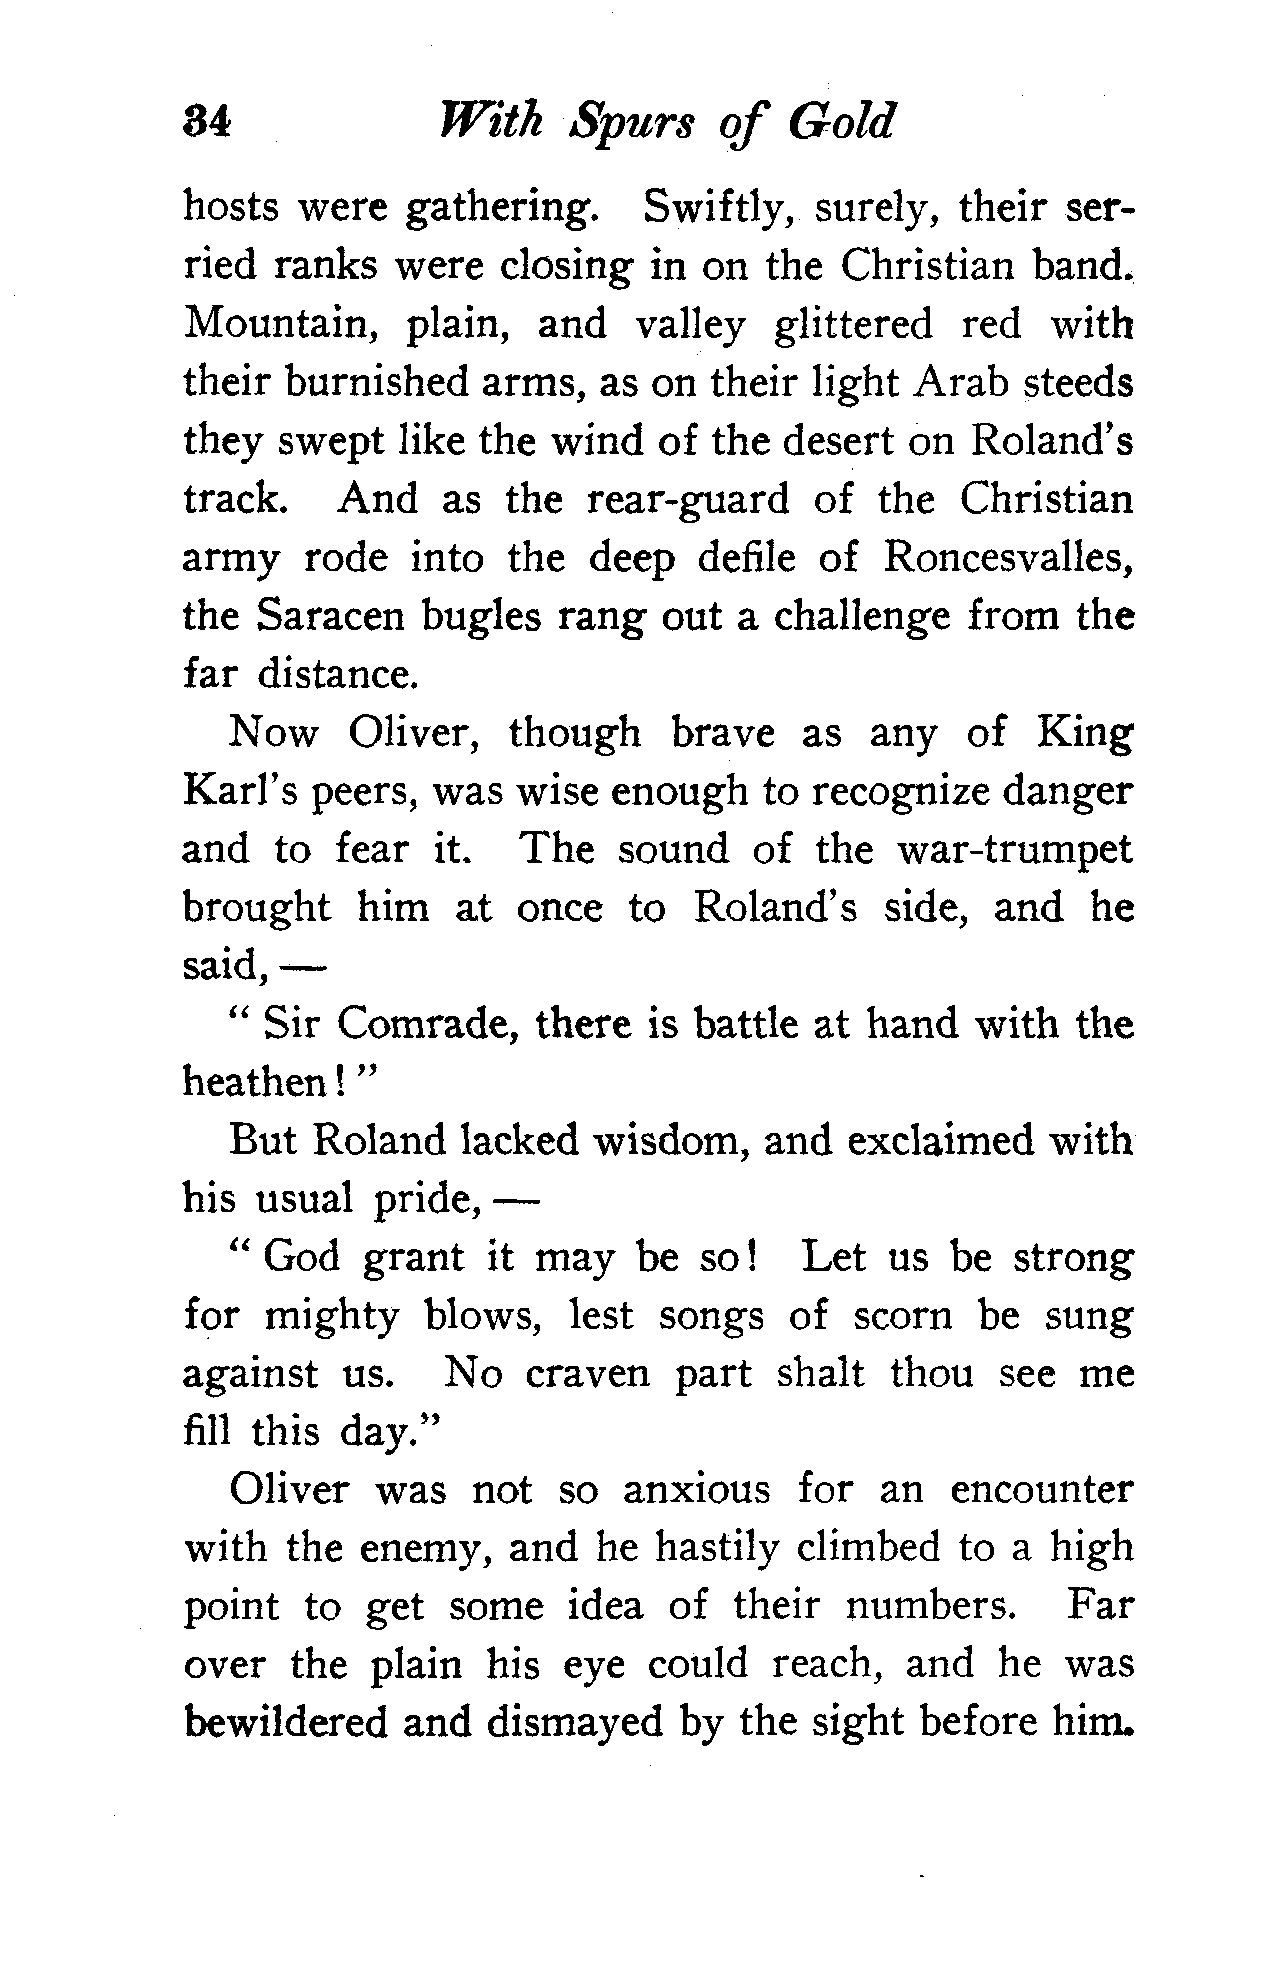 34 With Spurs of Gold
hosts were gathering. Swiftly, surely, their ser-
ried ranks were closing in on the Christian band.
Mountain, plain, and valley glittered red with
their burnished arms, as on their light Arab steeds
they swept like the wind of the desert on Roland's
track. And as the rear-guard of the Christian
army rode into the deep defile of Roncesvalles,
the Saracen bugles rang out a challenge from the
far distance.
Now Oliver, though brave as any of King
Karl's peers, was wise enough to recognize danger
and to fear it. The sound of the war-trumpet
brought him at once to Roland's side, and he
said, —
" Sir Comrade, there is battle at hand with the
heathen ! "
But Roland lacked wisdom, and exclaimed with
his usual pride, —
" God grant it may be so! Let us be strong
for mighty blows, lest songs of scorn be sung
against us. No craven part shalt thou see me
fill this day."
Oliver was not so anxious for an encounter
with the enemy, and he hastily climbed to a high
point to get some idea of their numbers. Far
over the plain his eye could reach, and he was
bewildered and dismayed by the sight before him.